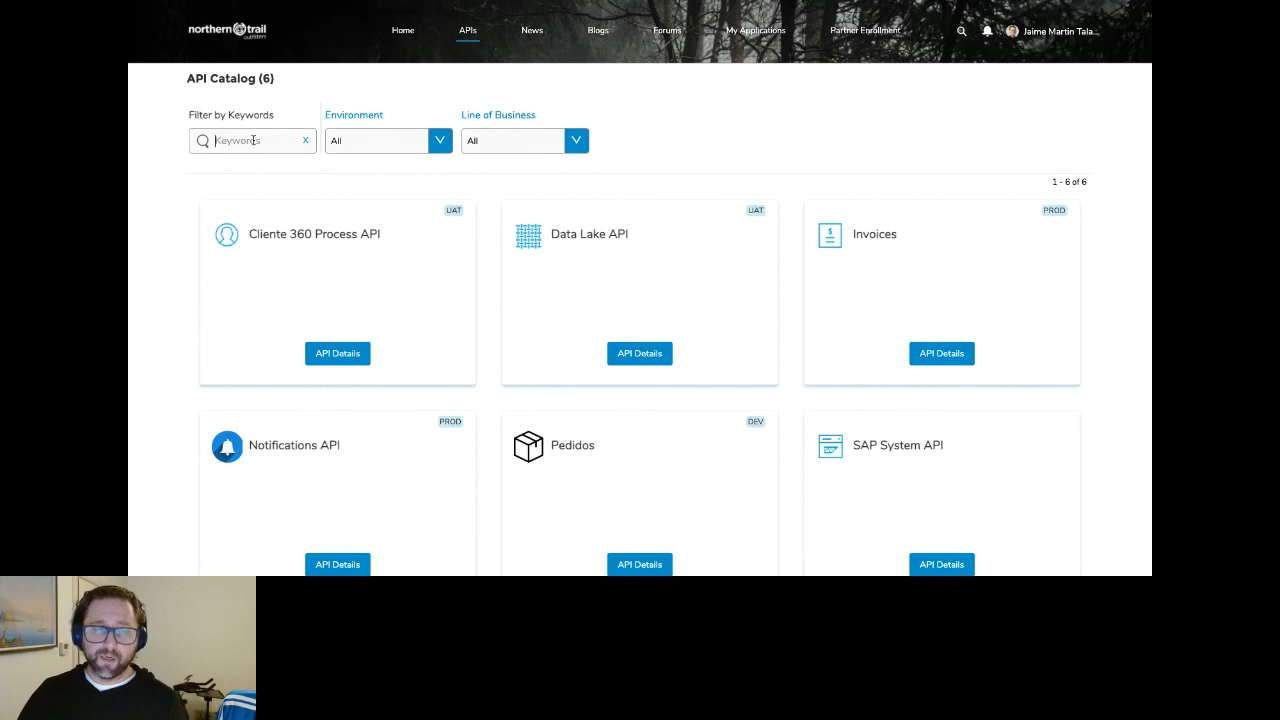 northern trail
outfitters
Home
APIs
News
Blogs
Forums
My Applications
Partner Enrollment
Jaime Martin Tala...
API Catalog (6)
Filter by Keywords
Environment
Line of Business
Keywords
X
All
All
1 - 6 of 6
UAT
Cliente 360 Process API
API Details
UAT
Data Lake API
API Details
PROD
$
Invoices
API Details
PROD
Notifications API
API Details
DEV
Pedidos
API Details
SAP
SAP System API
API Details